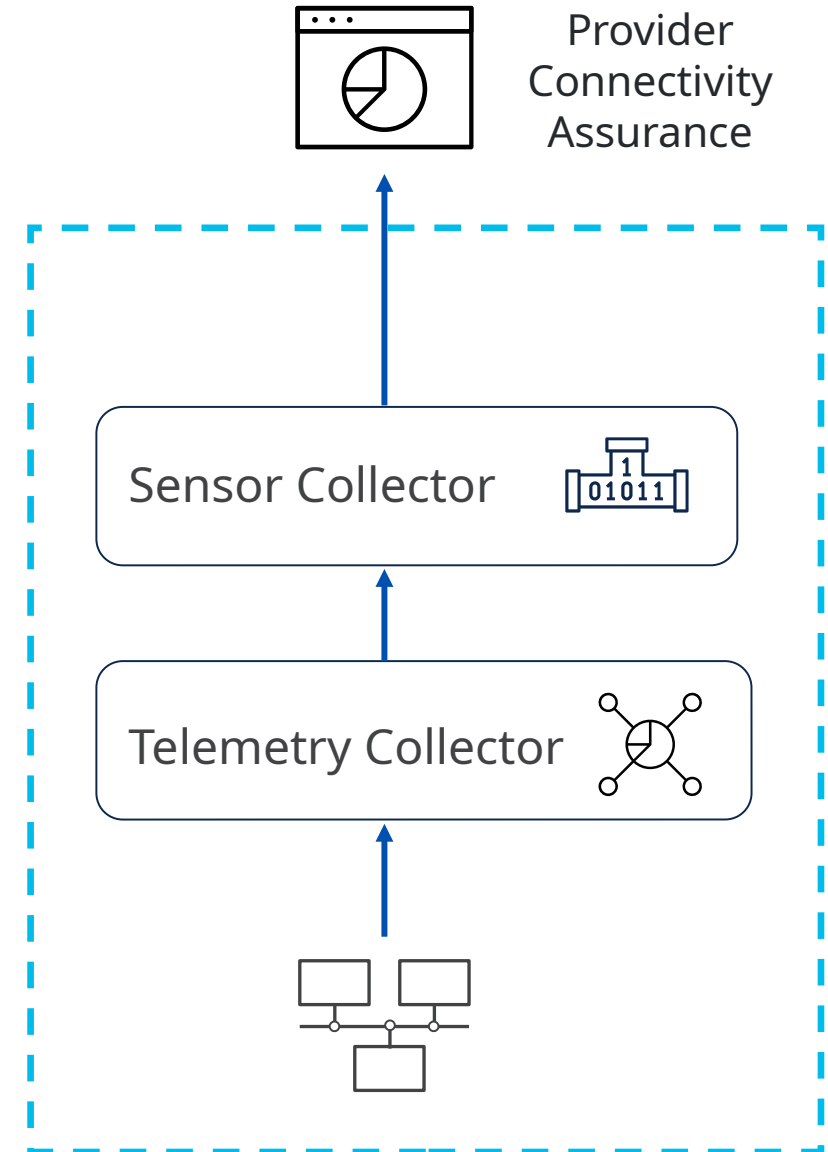 Provider
Connectivity
Assurance
Sensor Collector
1
01011
Telemetry Collector